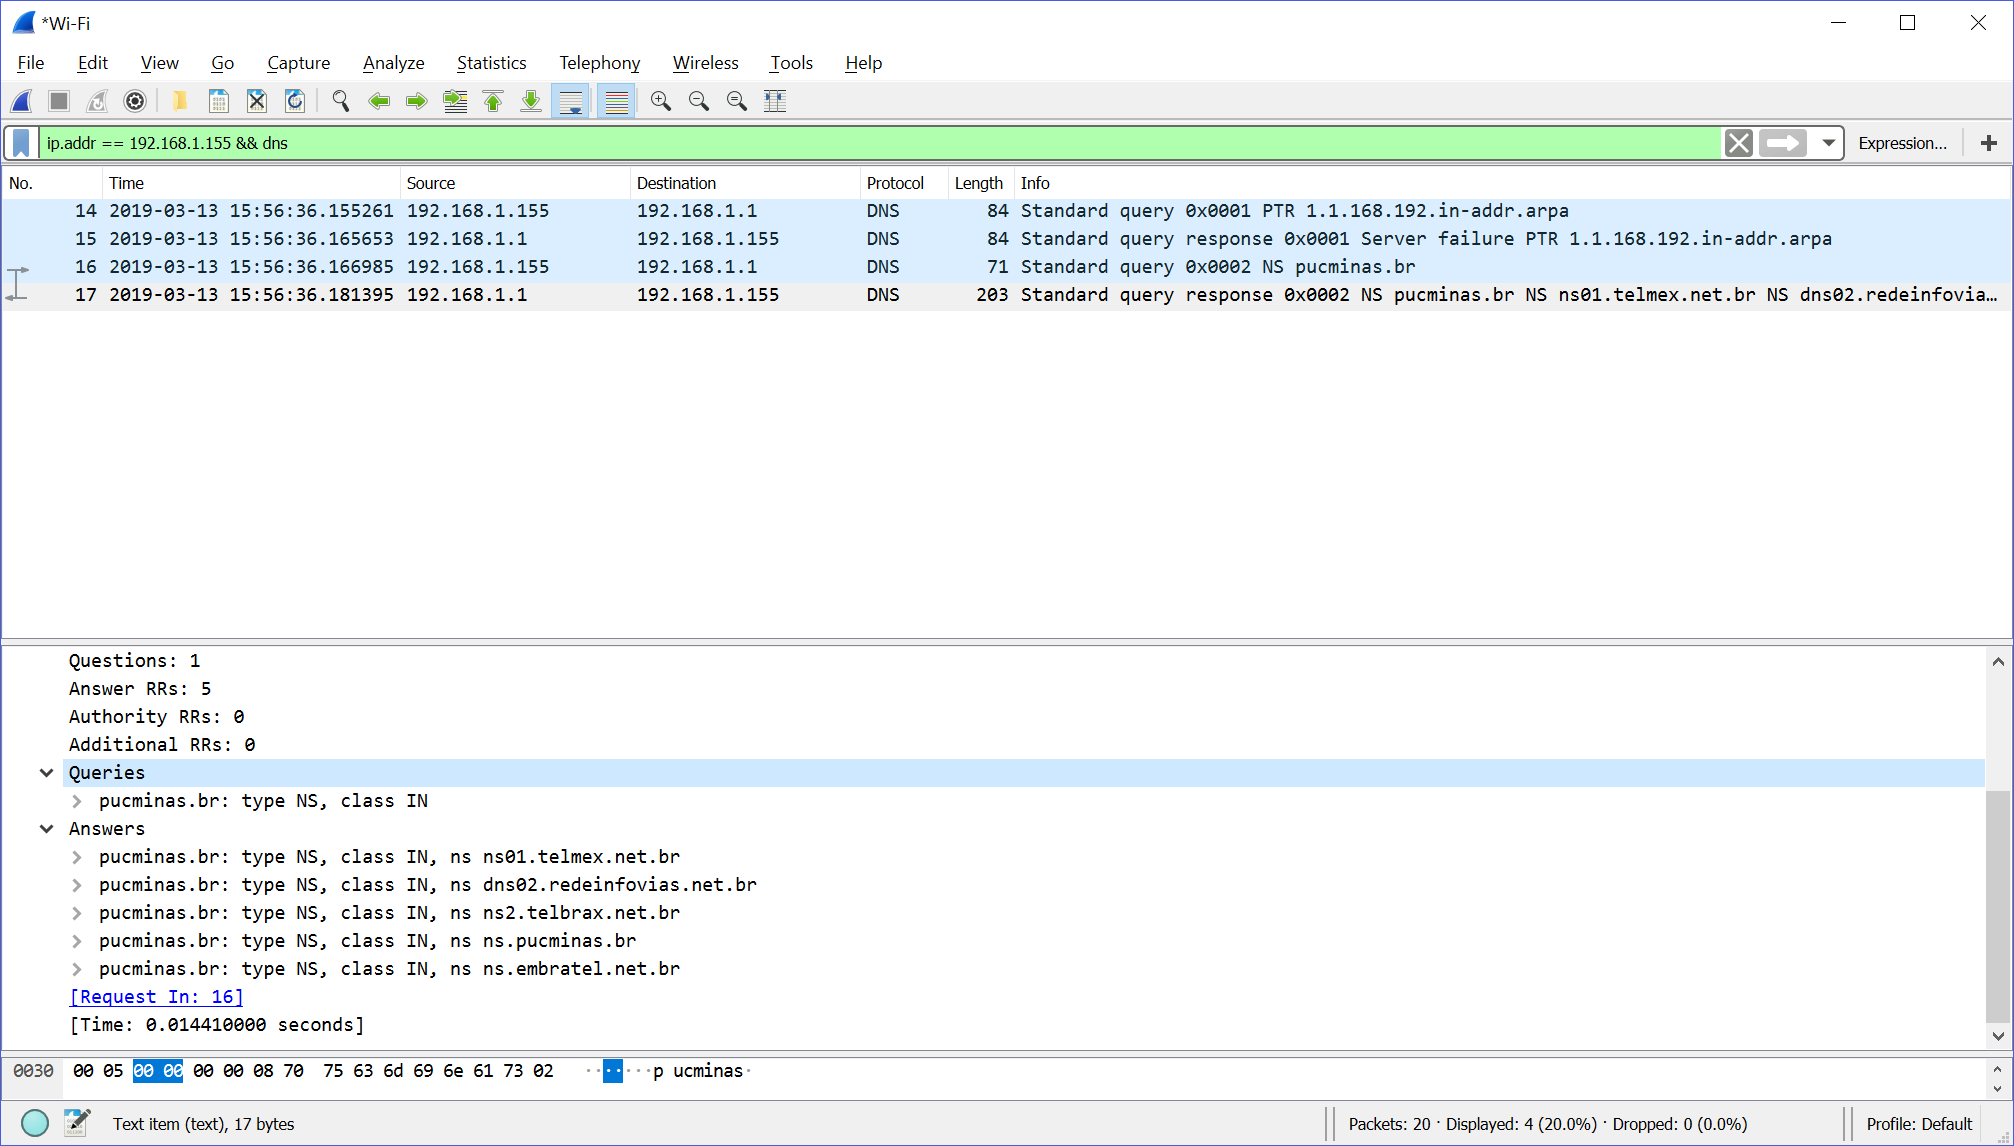 *Wi-Fi
File Edit View Go Capture Analyze Statistics Telephony Wireless Tools Help
ip.addr == 192.168.1.155 && dns Expression... +
No. Time Source Destination Protocol Length Info
14 2019-03-13 15:56:36.155261 192.168.1.155 192.168.1.1 DNS 84 Standard query 0x0001 PTR 1.1.168.192.in-addr.arpa
15 2019-03-13 15:56:36.165653 192.168.1.1 192.168.1.155 DNS 84 Standard query response 0x0001 Server failure PTR 1.1.168.192.in-addr.arpa
16 2019-03-13 15:56:36.166985 192.168.1.155 192.168.1.1 DNS 71 Standard query 0x0002 NS pucminas.br
17 2019-03-13 15:56:36.181395 192.168.1.1 192.168.1.155 DNS 203 Standard query response 0x0002 NS pucminas.br NS ns01.telmex.net.br NS dns02.redeinfovia…
Questions: 1
Answer RRs: 5
Authority RRs: 0
Additional RRs: 0
Queries
pucminas.br: type NS, class IN
Answers
pucminas.br: type NS, class IN, ns ns01.telmex.net.br
pucminas.br: type NS, class IN, ns dns02.redeinfovias.net.br
pucminas.br: type NS, class IN, ns ns2.telbrax.net.br
pucminas.br: type NS, class IN, ns ns.pucminas.br
pucminas.br: type NS, class IN, ns ns.embratel.net.br
[Request In: 16]
[Time: 0.014410000 seconds]
0030 00 05 00 00 00 00 08 70 75 63 6d 69 6e 61 73 02 ·······p ucminas·
Text item (text), 17 bytes Packets: 20 · Displayed: 4 (20.0%) · Dropped: 0 (0.0%) Profile: Default